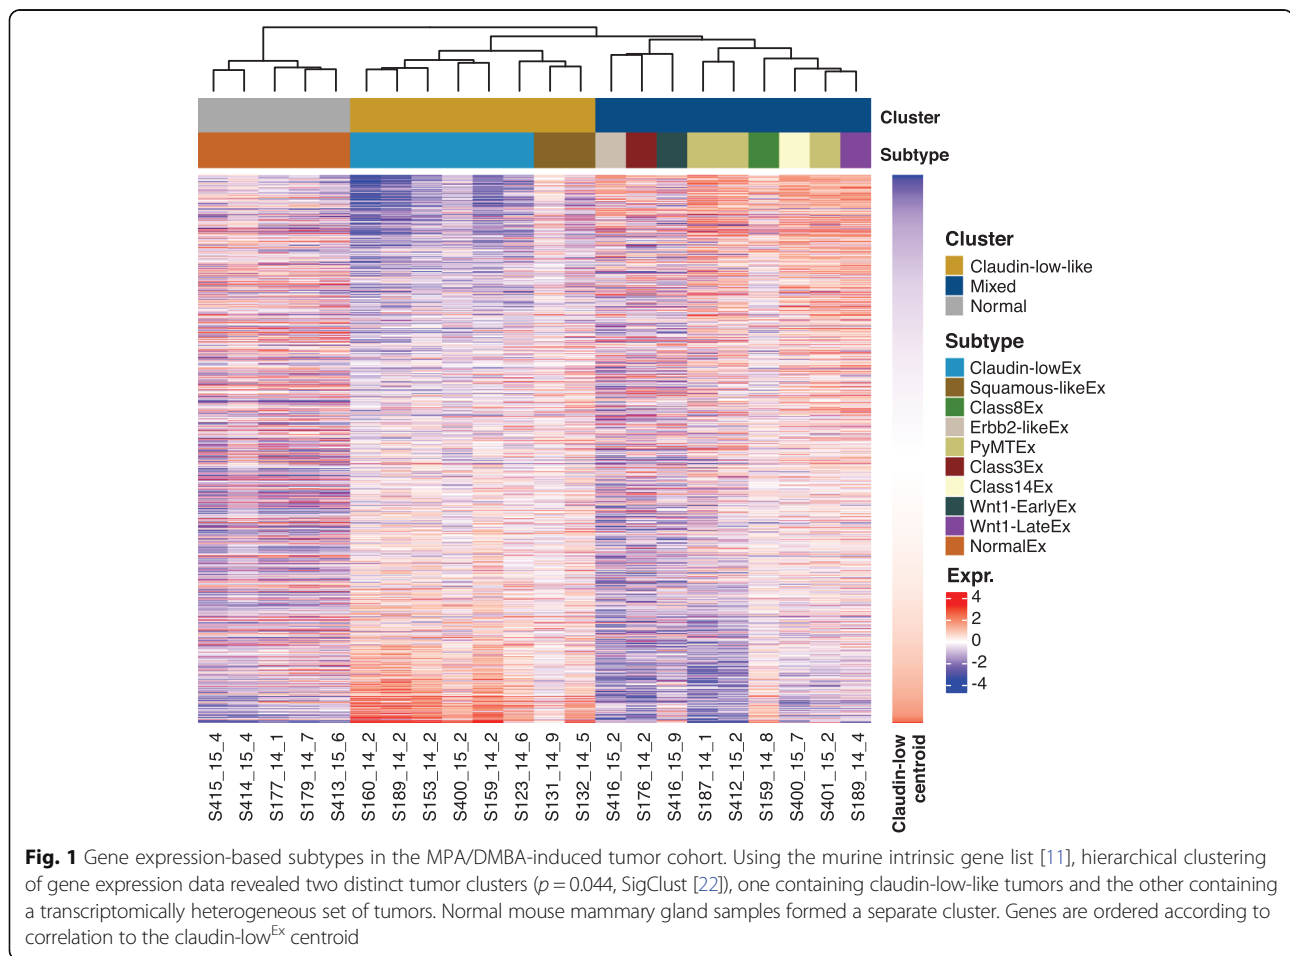 Cluster
Subtype
Cluster
Claudin-low-like
Mixed
Normal
Subtype
Claudin-lowEx
Squamous-likeEx
Class8Ex
Erbb2-likeEx
PyMTEx
Class3Ex
Class14Ex
Wnt1-EarlyEx
Wnt1-LateEx
NormalEx
Expr.
4
2
0
-2
-4
S415_15_4
S414_15_4
S177_14_1
S179_14_7
S413_15_6
S160_14_2
S189_14_2
S153_14_2
S400_15_2
S159_14_2
S123_14_6
S131_14_9
S132_14_5
S416_15_2
S176_14_2
S416_15_9
S187_14_1
S412_15_2
S159_14_8
S400_15_7
S401_15_2
S189_14_4
Claudin-low
centroid
Fig. 1 Gene expression-based subtypes in the MPA/DMBA-induced tumor cohort. Using the murine intrinsic gene list [11], hierarchical clustering
of gene expression data revealed two distinct tumor clusters (p = 0.044, SigClust [22]), one containing claudin-low-like tumors and the other containing
a transcriptomically heterogeneous set of tumors. Normal mouse mammary gland samples formed a separate cluster. Genes are ordered according to
correlation to the claudin-lowEx centroid